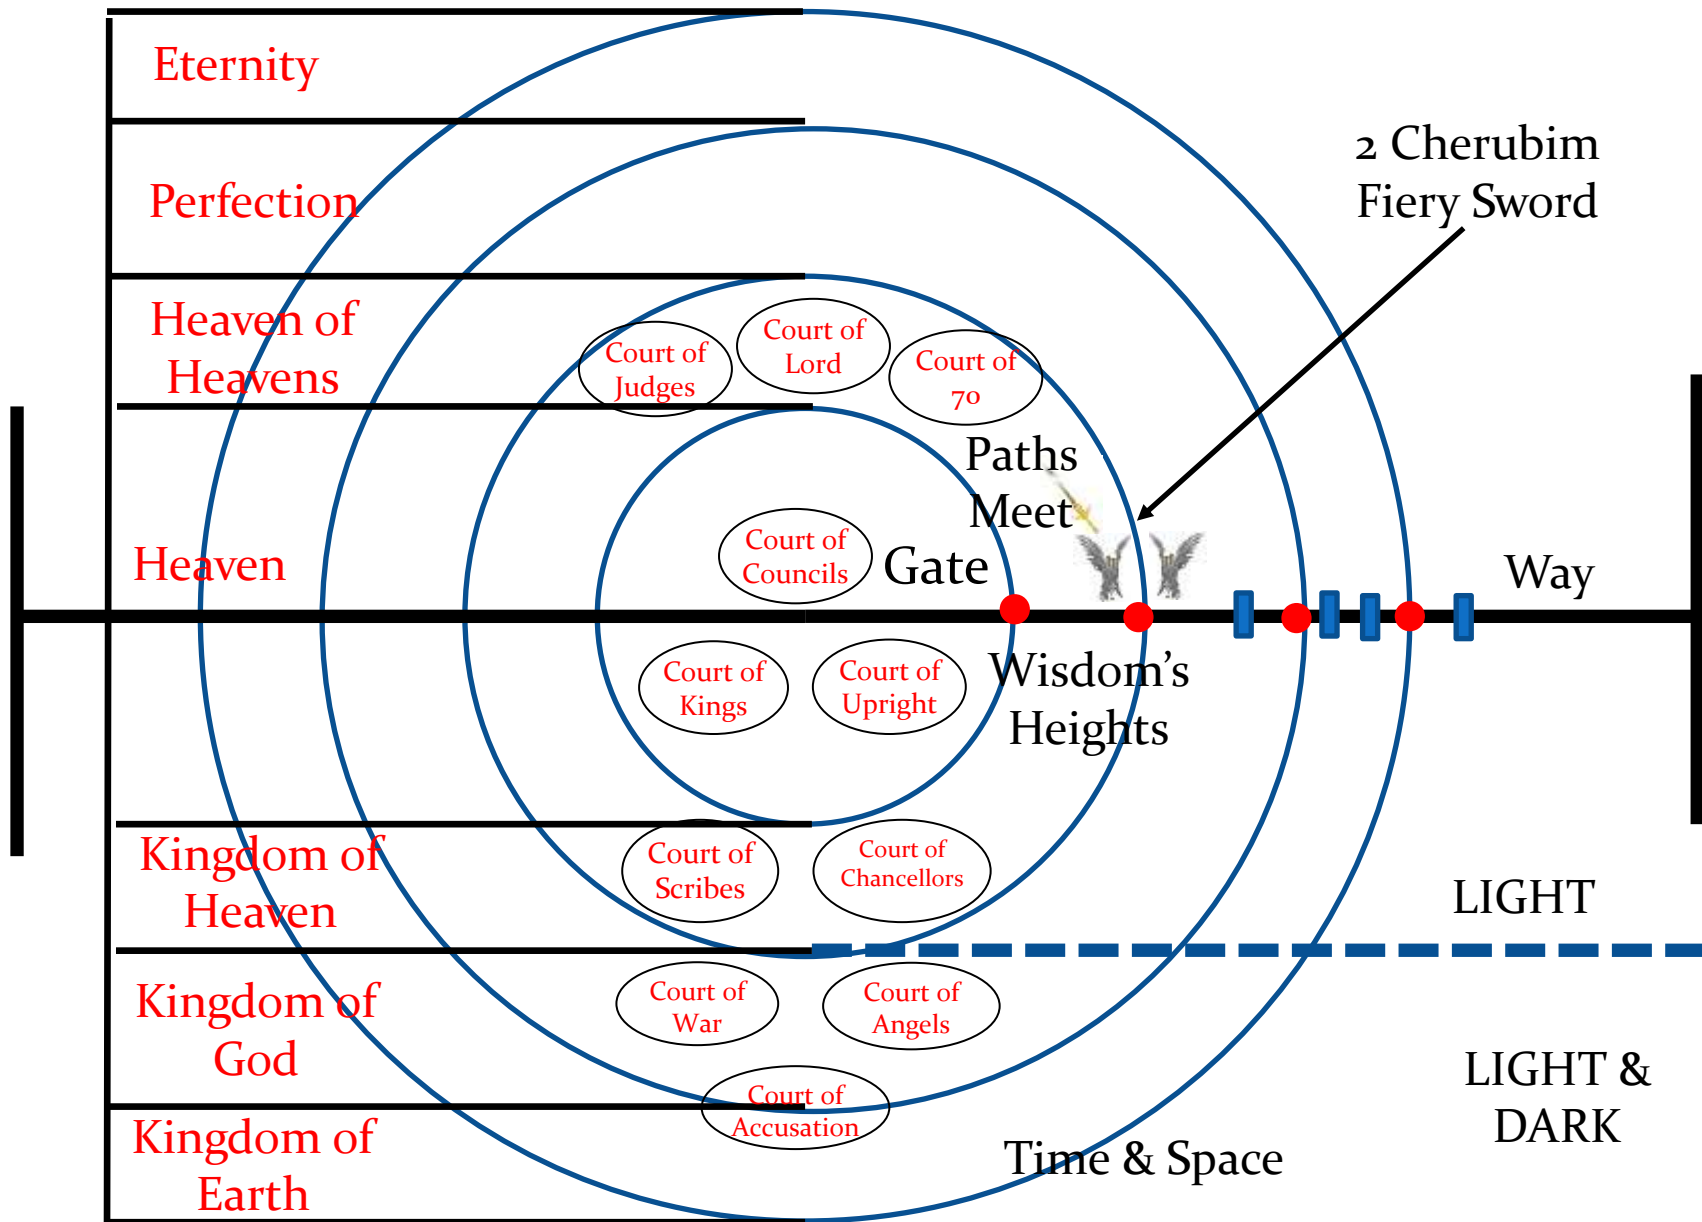 Eternity
Perfection
2 Cherubim
Fiery Sword
Heaven of
Heavens
Court of
Judges
Court of
Lord
Court of
70
Paths
Meet
Heaven
Court of
Councils
Gate
Way
Court of
Kings
Court of
Upright
Wisdom’s
Heights
Kingdom of
Heaven
Court of
Scribes
Court of
Chancellors
LIGHT
Kingdom of
God
Court of
War
Court of
Angels
LIGHT &
DARK
Court of
Accusation
Kingdom of
Earth
Time & Space